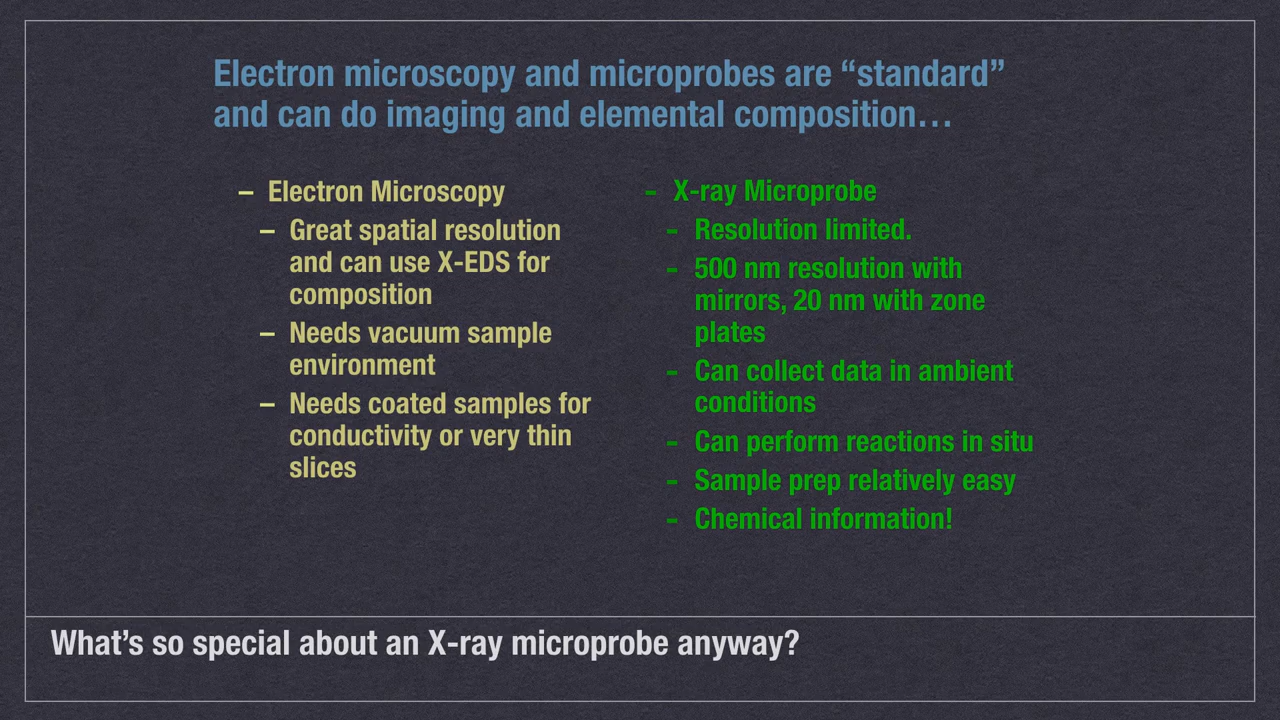 Electron microscopy and microprobes are “standard”
and can do imaging and elemental composition…
– Electron Microscopy
– Great spatial resolution
and can use X-EDS for
composition
– Needs vacuum sample
environment
– Needs coated samples for
conductivity or very thin
slices
- X-ray Microprobe
- Resolution limited.
- 500 nm resolution with
mirrors, 20 nm with zone
plates
- Can collect data in ambient
conditions
- Can perform reactions in situ
- Sample prep relatively easy
- Chemical information!
What’s so special about an X-ray microprobe anyway?